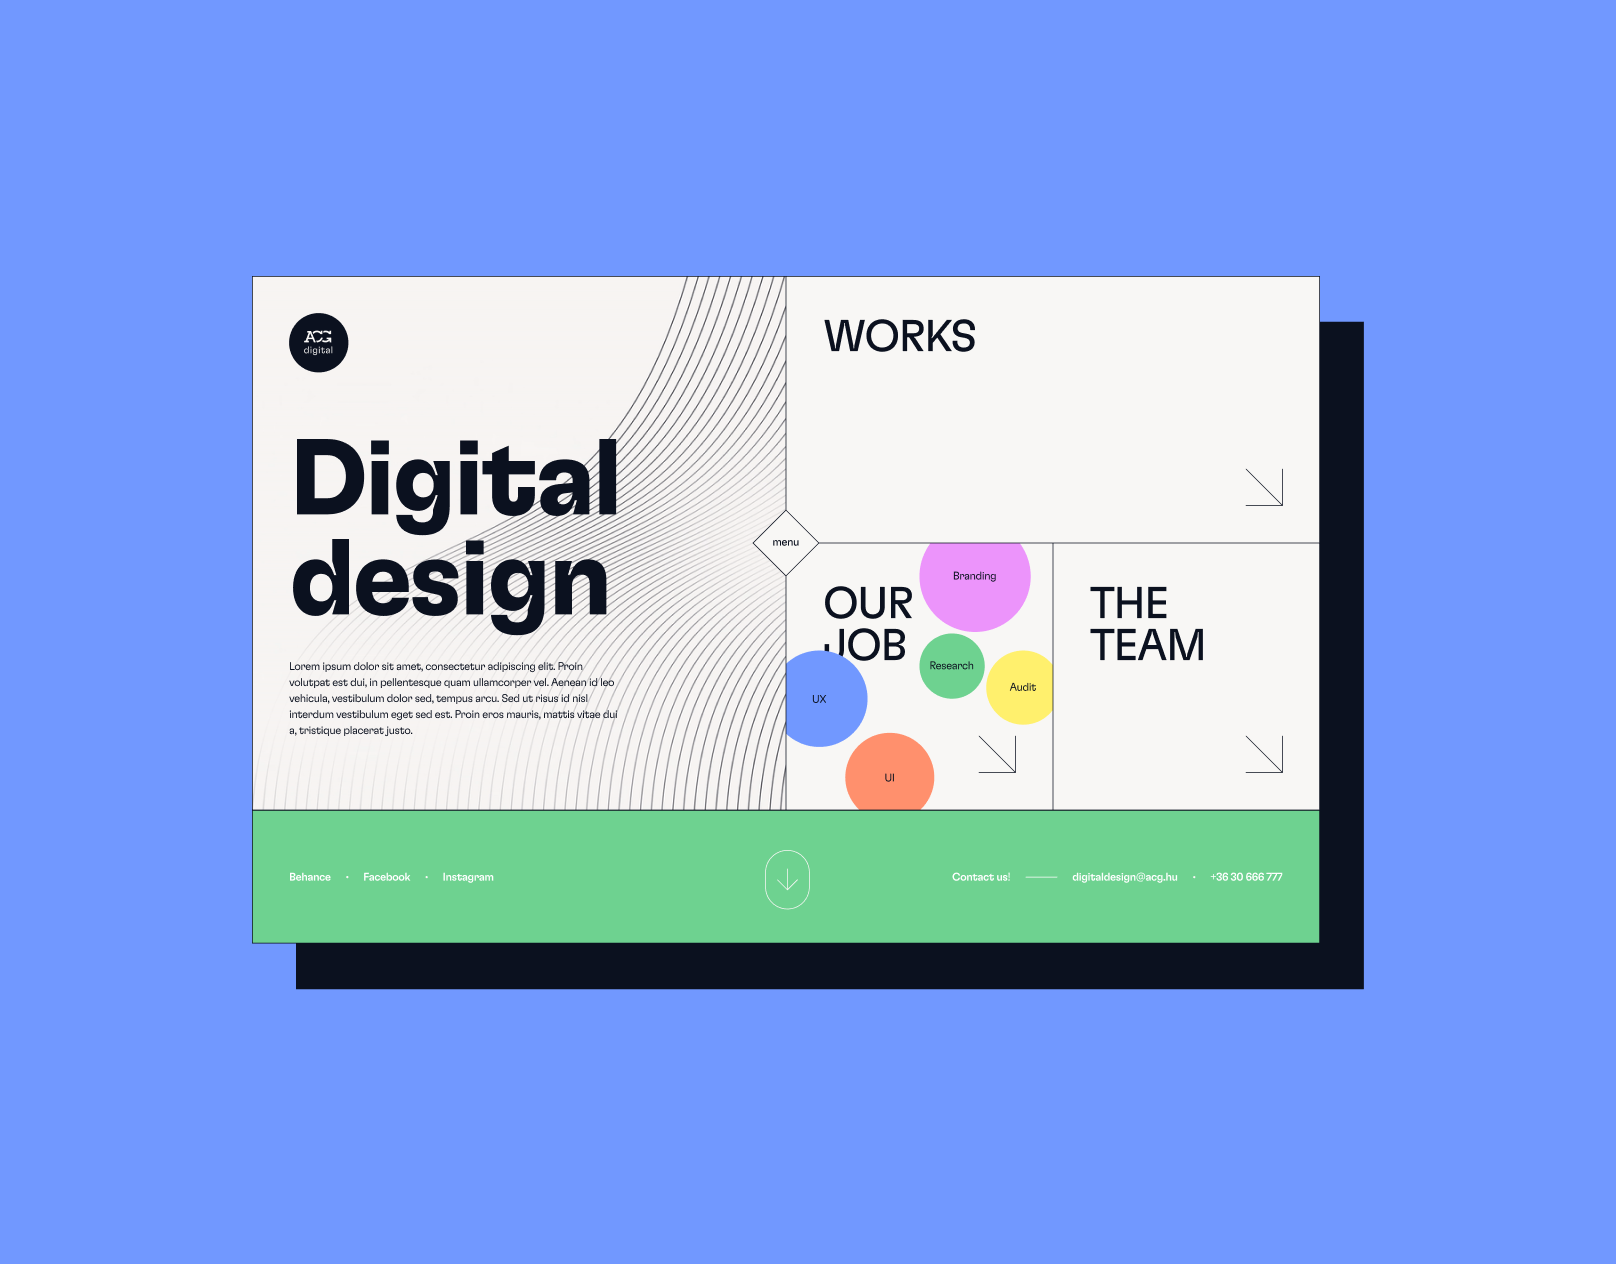 ACG
digital
Digital
design
Lorem ipsum dolor sit amet, consectetur adipiscing elit. Proin
volutpat est dui, in pellentesque quam ullamcorper vel. Aenean id leo
vehicula, vestibulum dolor sed, tempus arcu. Sed ut risus id nisl
interdum vestibulum eget sed est. Proin eros mauris, mattis vitae dui
a, tristique placerat justo.
menu
WORKS
OUR
JOB
Branding
Research
Audit
UX
UI
THE
TEAM
Behance • Facebook • Instagram
Contact us! — digitaldesign@acg.hu • +36 30 666 777